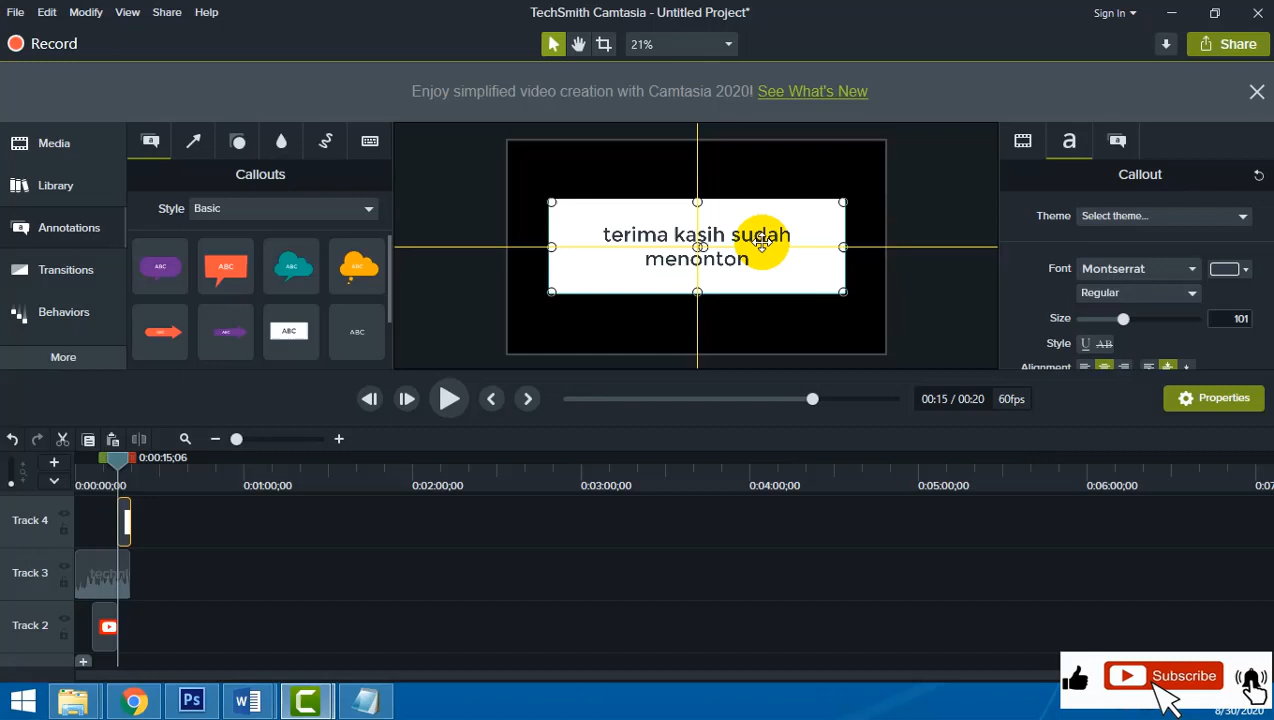 File Edit Modify View Share Help
TechSmith Camtasia - Untitled Project*
Sign In
Record
21%
Share
Enjoy simplified video creation with Camtasia 2020! See What's New
Media
Library
Annotations
Transitions
Behaviors
More
Callouts
Style Basic
ABC ABC ABC ABC
ABC ABC ABC ABC
terima kasih sudah
menonton
Callout
Theme Select theme...
Font Montserrat
Regular
Size 101
Style U AB
Alignment
00:15 / 00:20 60fps
Properties
0:00:15;06
0:00:00;00 0:01:00;00 0:02:00;00 0:03:00;00 0:04:00;00 0:05:00;00 0:06:00;00 0:07
Track 4
Track 3
Track 2
Subscribe
8/30/2020